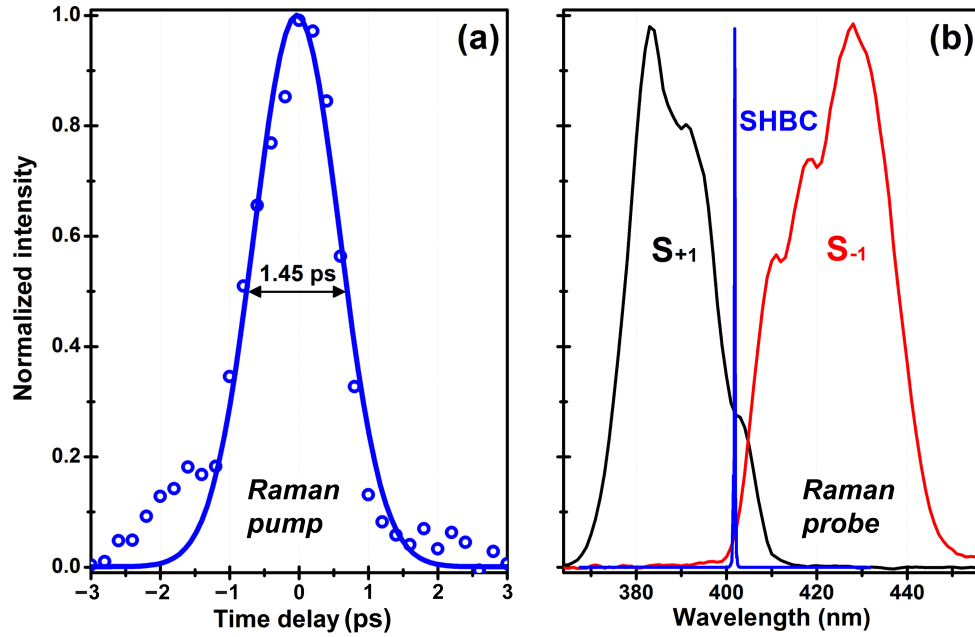 (a)
Normalized intensity
1.0
0.8
0.6
0.4
0.2
0.0
1.45 ps
Raman
pump
−3
−2
−1
0
1
2
3
Time delay (ps)
(b)
SHBC
S+1
S-1
Raman
probe
380
400
420
440
Wavelength (nm)